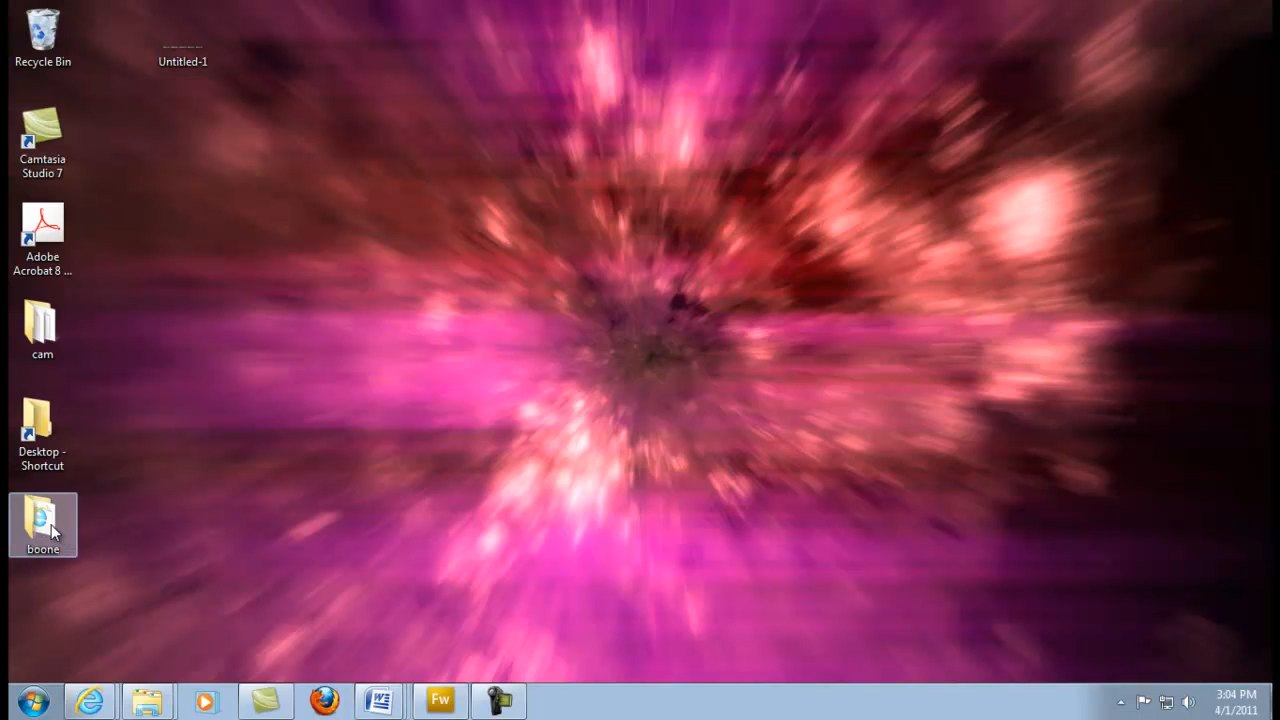 Recycle Bin
Untitled-1
Camtasia
Studio 7
Adobe
Acrobat 8 ...
cam
Desktop -
Shortcut
boone
Fw
3:04 PM
4/1/2011